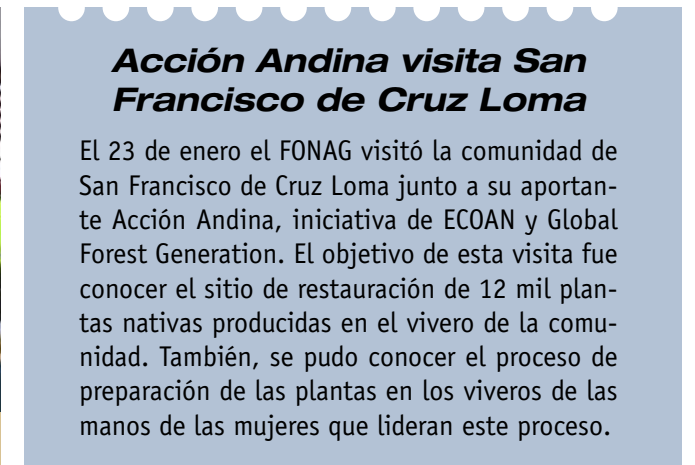 Acción Andina visita San
Francisco de Cruz Loma
El 23 de enero el FONAG visitó la comunidad de
San Francisco de Cruz Loma junto a su aportan-
te Acción Andina, iniciativa de ECOAN y Global
Forest Generation. El objetivo de esta visita fue
conocer el sitio de restauración de 12 mil plan-
tas nativas producidas en el vivero de la comu-
nidad. También, se pudo conocer el proceso de
preparación de las plantas en los viveros de las
manos de las mujeres que lideran este proceso.